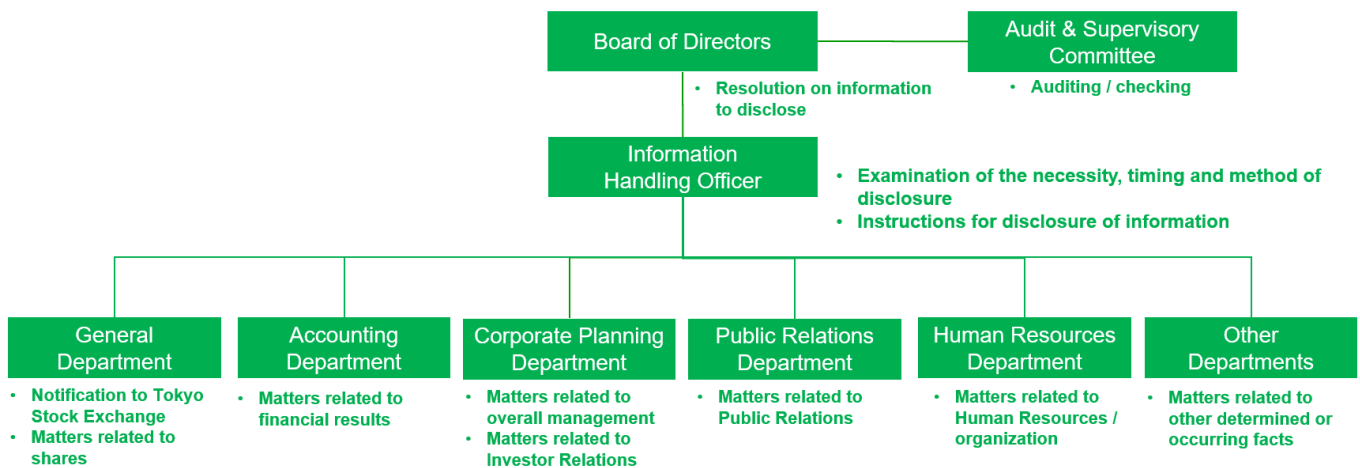 Board of Directors
Audit & Supervisory
Committee
• Resolution on information
to disclose
• Auditing / checking
Information
Handling Officer
• Examination of the necessity, timing and method of
disclosure
• Instructions for disclosure of information
General
Department
• Notification to Tokyo
Stock Exchange
• Matters related to
shares
Accounting
Department
• Matters related to
financial results
Corporate Planning
Department
• Matters related to
overall management
• Matters related to
Investor Relations
Public Relations
Department
• Matters related to
Public Relations
Human Resources
Department
• Matters related to
Human Resources /
organization
Other
Departments
• Matters related to
other determined or
occurring facts